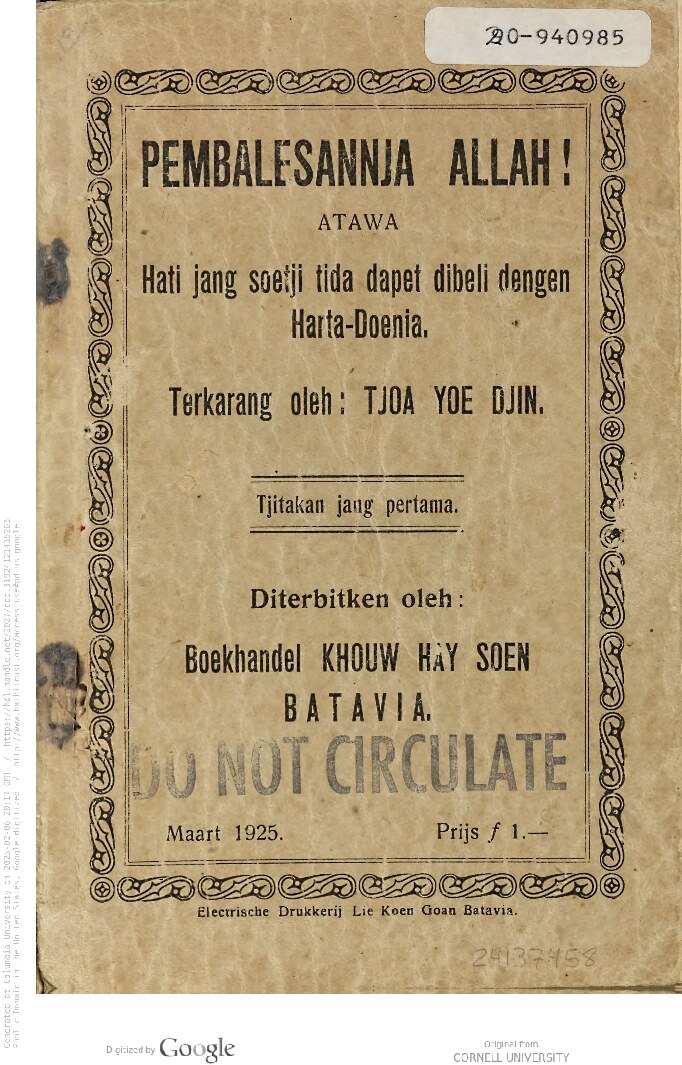 20-940985
PEMBALESANNJA ALLAH!
ATAWA
Hati jang soetji tida dapet dibeli dengen
Harta-Doenia.
Terkarang oleh: TJOA YOE DJIN.
Tjitakan jang pertama.
Diterbitken oleh:
Boekhandel KHOUW HAY SOEN
BATAVIA.
DO NOT CIRCULATE
Maart 1925. Prijs ƒ 1.—
Electrische Drukkerij Lie Koen Goan Batavia.
24137458
Digitized by Google
Original from
CORNELL UNIVERSITY